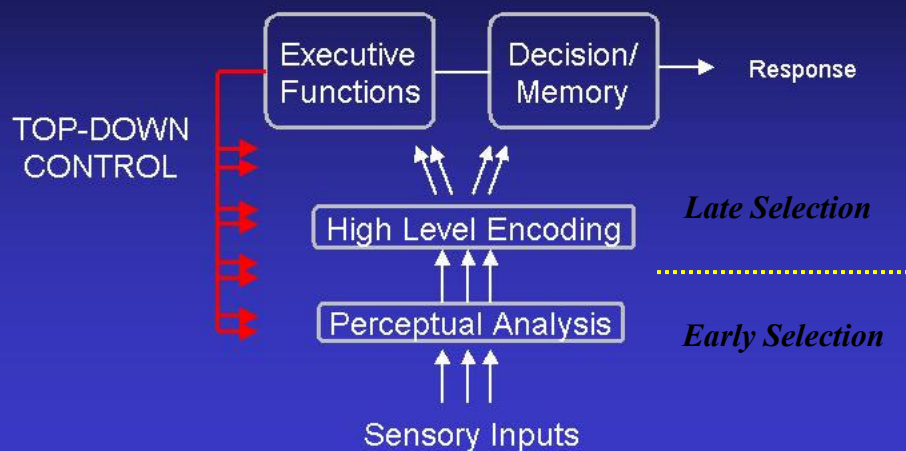 Executive
Functions
Decision/
Memory
Response
TOP-DOWN
CONTROL
High Level Encoding
Late Selection
Perceptual Analysis
Early Selection
Sensory Inputs